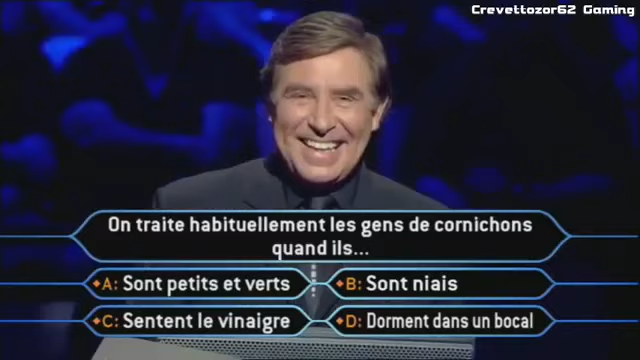 Crevettozor62 Gaming
On traite habituellement les gens de cornichons
quand ils...
A: Sont petits et verts
B: Sont niais
C: Sentent le vinaigre
D: Dorment dans un bocal